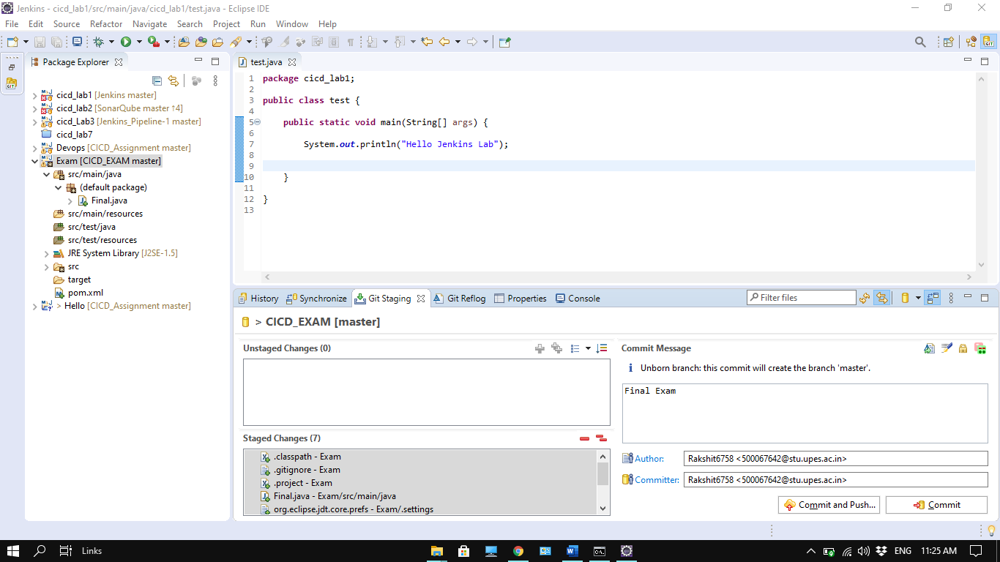 Jenkins - cicd_lab1/src/main/java/cicd_lab1/test.java - Eclipse IDE
File Edit Source Refactor Navigate Search Project Run Window Help
Package Explorer
cicd_lab1 [Jenkins master]
cicd_lab2 [SonarQube master ↑4]
cicd_Lab3 [Jenkins_Pipeline-1 master]
cicd_lab7
Devops [CICD_Assignment master]
Exam [CICD_EXAM master]
src/main/java
(default package)
Final.java
src/main/resources
src/test/java
src/test/resources
JRE System Library [J2SE-1.5]
src
target
pom.xml
> Hello [CICD_Assignment master]
test.java
1 package cicd_lab1;
2
3 public class test {
4
5 public static void main(String[] args) {
6
7 System.out.println("Hello Jenkins Lab");
8
9
10 }
11
12 }
13
History Synchronize Git Staging Git Reflog Properties Console
Filter files
> CICD_EXAM [master]
Unstaged Changes (0)
Staged Changes (7)
.classpath - Exam
.gitignore - Exam
.project - Exam
Final.java - Exam/src/main/java
org.eclipse.jdt.core.prefs - Exam/.settings
Commit Message
Unborn branch: this commit will create the branch 'master'.
Final Exam
Author: Rakshit6758 <500067642@stu.upes.ac.in>
Committer: Rakshit6758 <500067642@stu.upes.ac.in>
Commit and Push... Commit
Links
ENG 11:25 AM